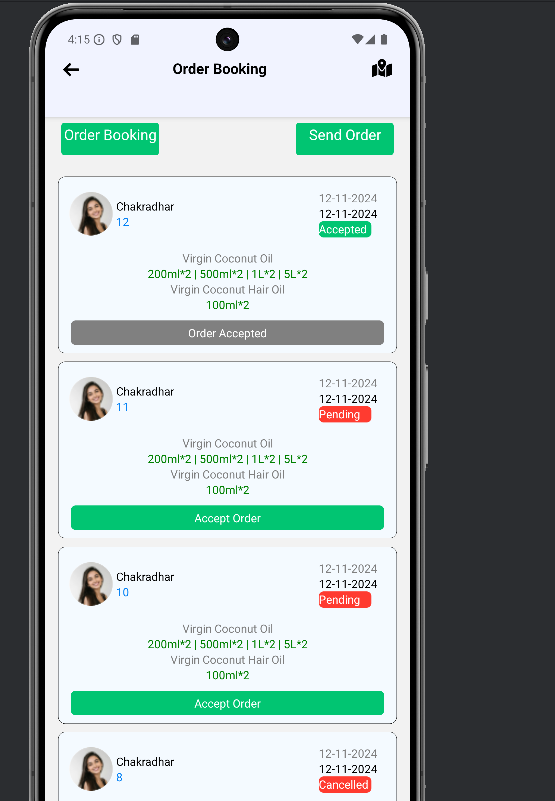 4:15
Order Booking
Order Booking
Send Order
Chakradhar
12
12-11-2024
12-11-2024
Accepted
Virgin Coconut Oil
200ml*2 | 500ml*2 | 1L*2 | 5L*2
Virgin Coconut Hair Oil
100ml*2
Order Accepted
Chakradhar
11
12-11-2024
12-11-2024
Pending
Virgin Coconut Oil
200ml*2 | 500ml*2 | 1L*2 | 5L*2
Virgin Coconut Hair Oil
100ml*2
Accept Order
Chakradhar
10
12-11-2024
12-11-2024
Pending
Virgin Coconut Oil
200ml*2 | 500ml*2 | 1L*2 | 5L*2
Virgin Coconut Hair Oil
100ml*2
Accept Order
Chakradhar
8
12-11-2024
12-11-2024
Cancelled